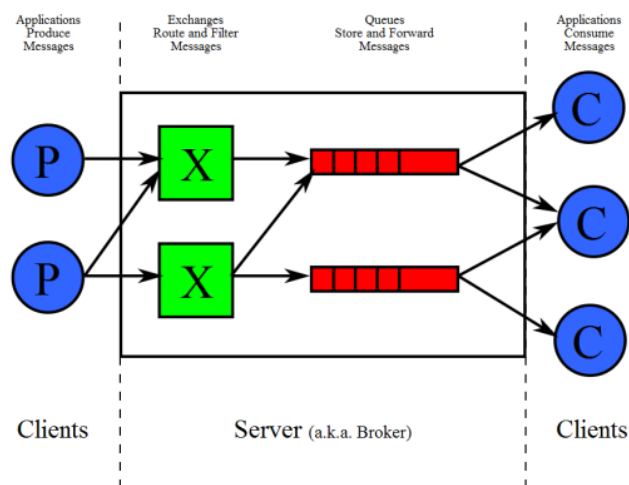 Applications
Produce
Messages
Exchanges
Route and Filter
Messages
Queues
Store and Forward
Messages
Applications
Consume
Messages
P
X
C
P
X
C
C
Clients
Server (a.k.a. Broker)
Clients